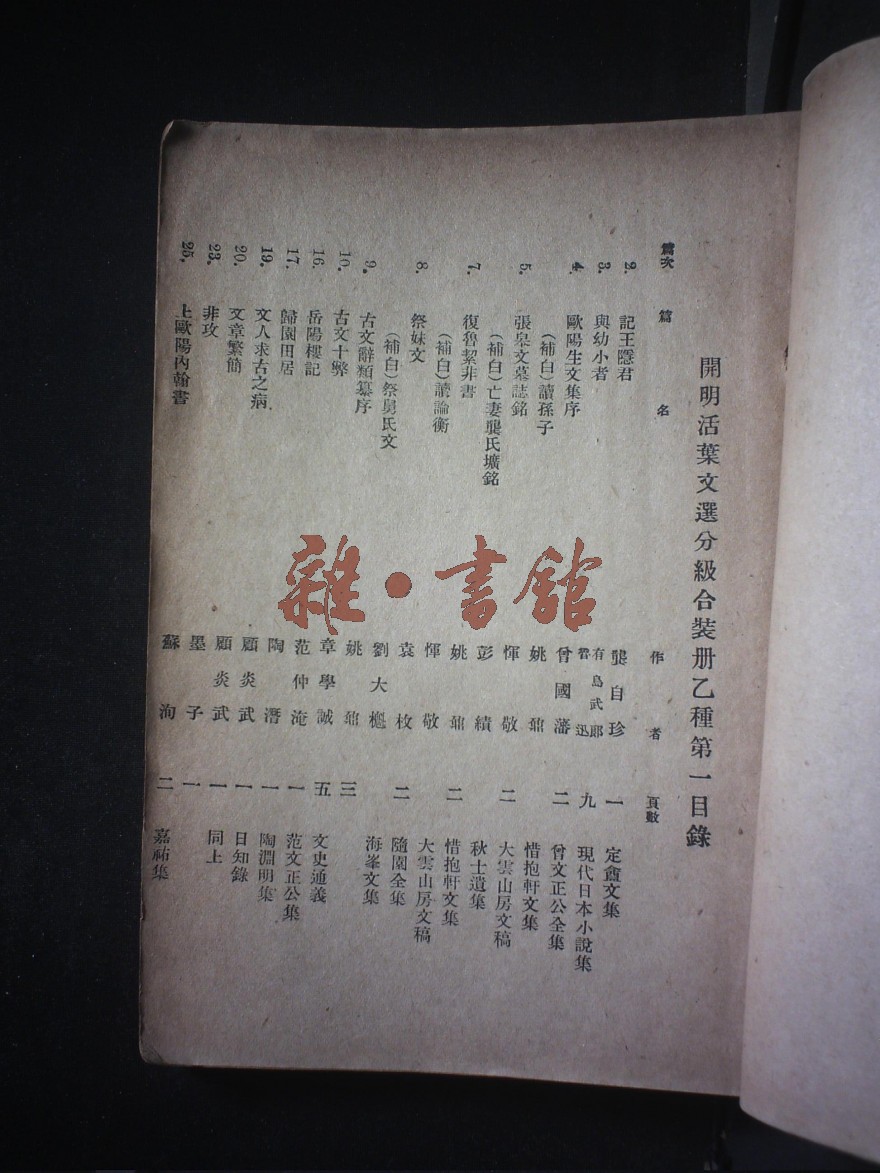 開明活葉文選分級合裝册乙種第一目錄
篇次 篇名 作者 頁數
2. 記王隱君 龔自珍 一 定盦文集
3. 與幼小者 有島武郎 魯迅 九 現代日本小說集
4. 歐陽生文集序 曾國藩 二 曾文正公全集
(補白)讀孫子 姚鼐 惜抱軒文集
5. 張皋文墓誌銘 惲敬 二 大雲山房文稿
(補白)亡妻龔氏壙銘 彭績 秋士遺集
7. 復魯絜非書 姚鼐 二 惜抱軒文集
(補白)讀論衡 惲敬 大雲山房文稿
8. 祭妹文 袁枚 二 隨園全集
(補白)祭舅氏文 劉大櫆 海峯文集
9. 古文辭類纂序 姚鼐 三
10. 古文十弊 章學誠 五 文史通義
16. 岳陽樓記 范仲淹 一 范文正公集
17. 歸園田居 陶潛 一 陶淵明集
19. 文人求古之病 顧炎武 一 日知錄
20. 文章繁簡 顧炎武 一 同上
23. 非攻 墨子 一
25. 上歐陽內翰書 蘇洵 二 嘉祐集
雜·書館